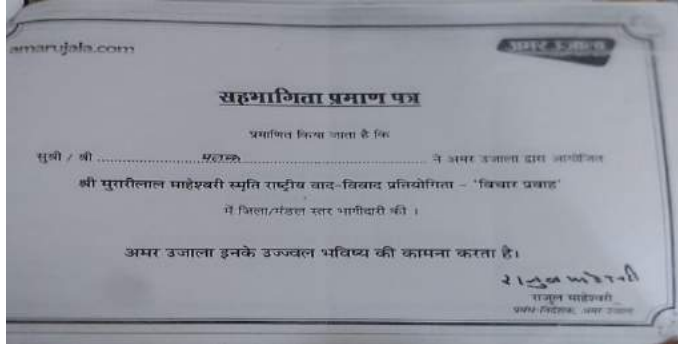 amarujala.com
अमर उजाला
सहभागिता प्रमाण पत्र
प्रमाणित किया जाता है कि
सुश्री / श्री ........................ ने अमर उजाला द्वारा आयोजित
श्री मुरारीलाल माहेश्वरी स्मृति राष्ट्रीय वाद-विवाद प्रतियोगिता - 'विचार प्रवाह'
में जिला/मंडल स्तर भागीदारी की ।
अमर उजाला इनके उज्ज्वल भविष्य की कामना करता है।
राजुल माहेश्वरी
प्रबंध-निदेशक, अमर उजाला